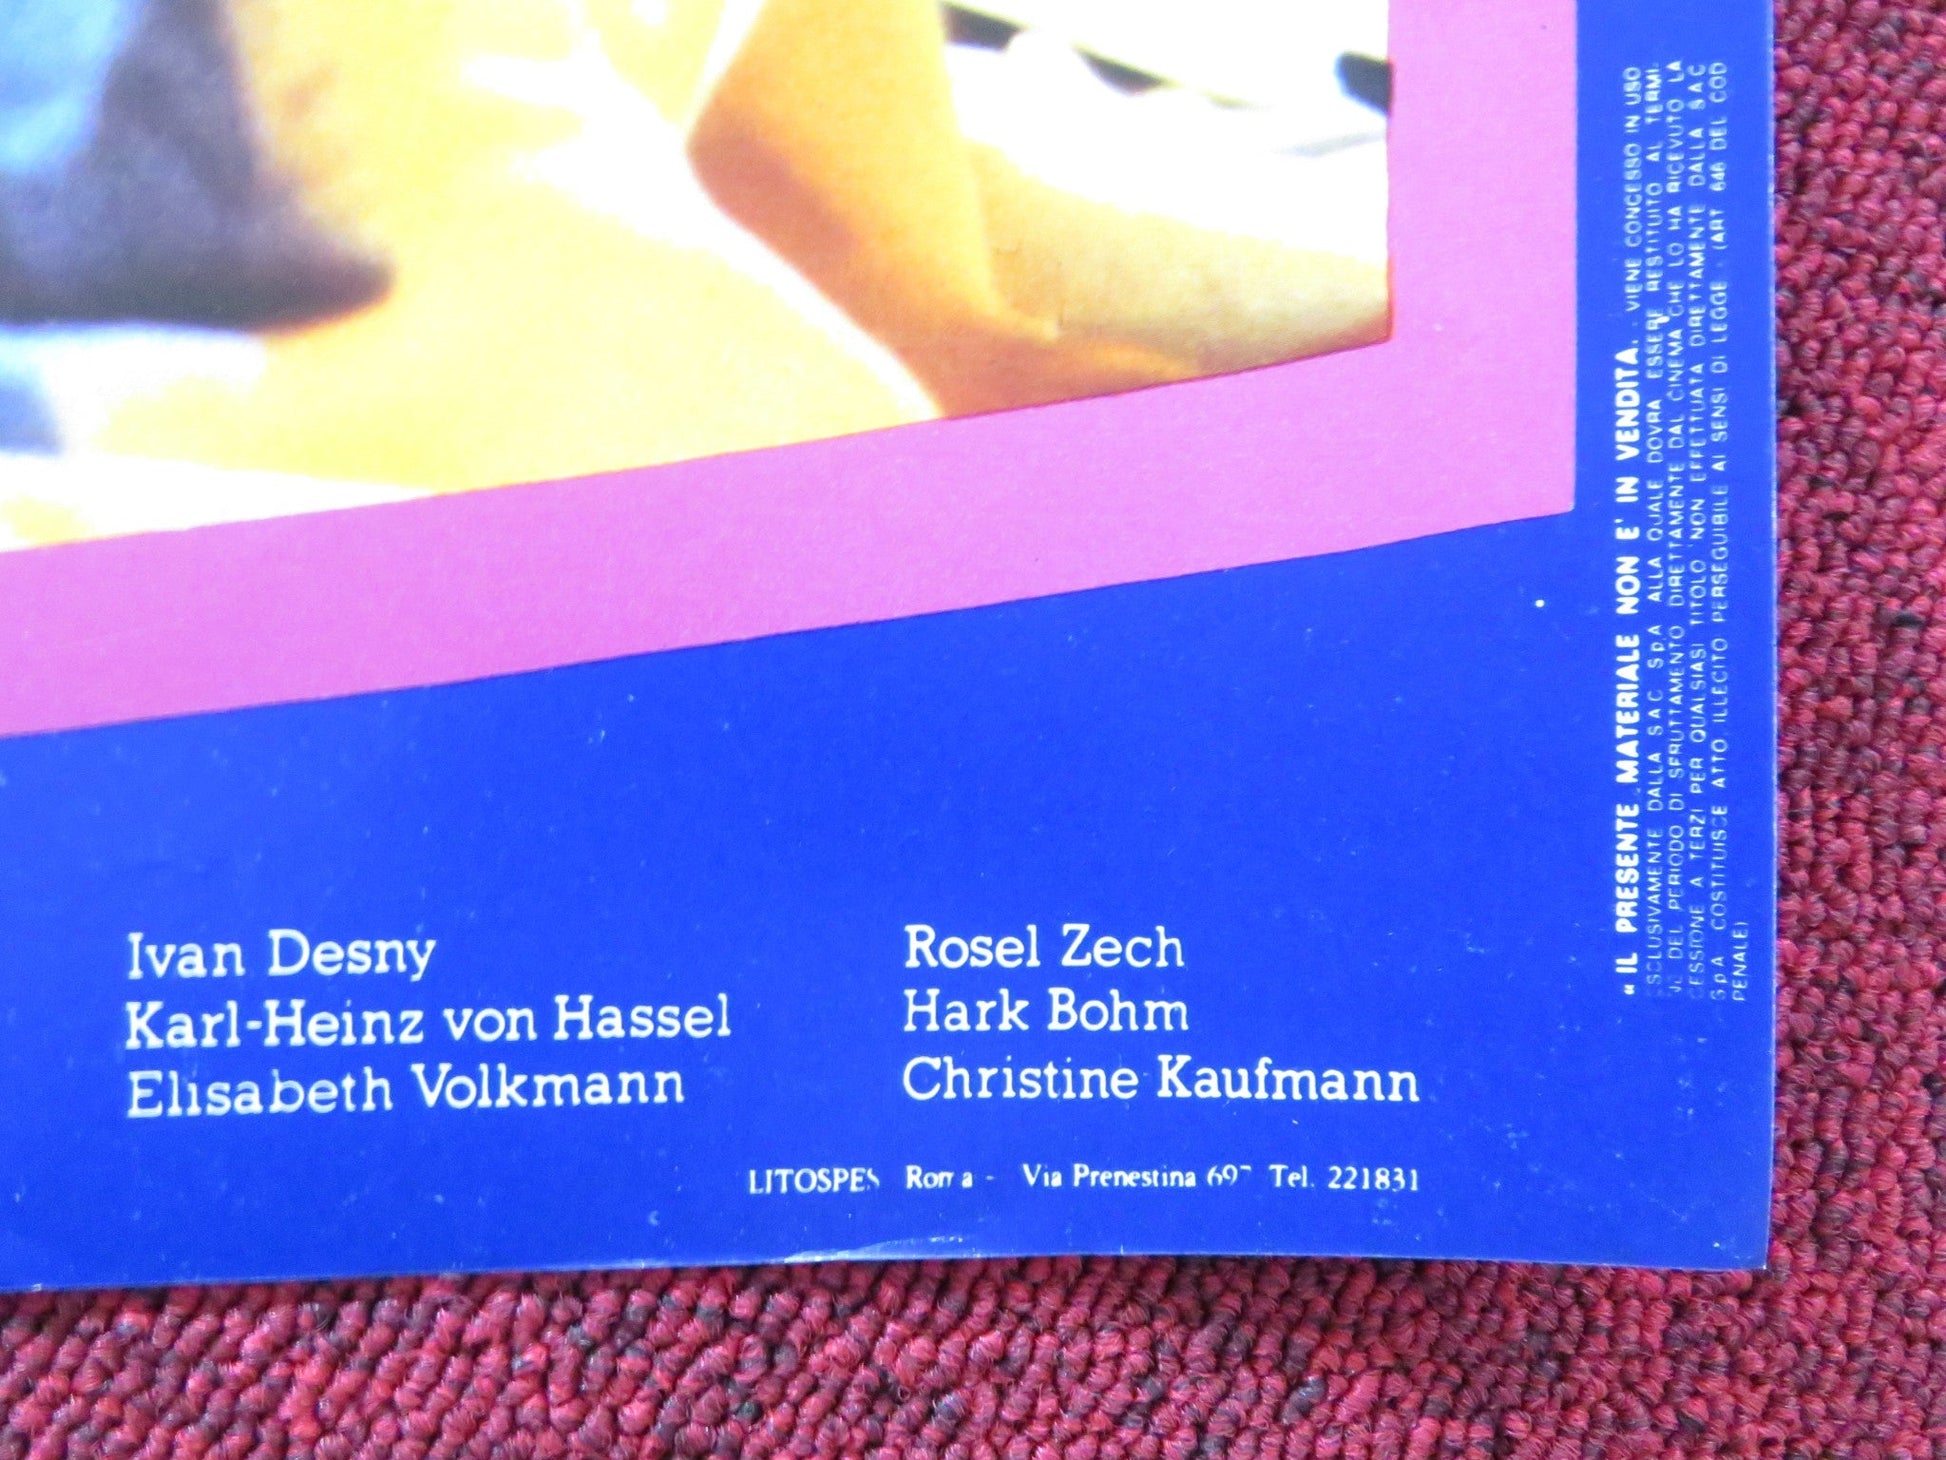 Ivan Desny
Karl-Heinz von Hassel
Elisabeth Volkmann
Rosel Zech
Hark Bohm
Christine Kaufmann
Roma - Via Prenestina Tel. 221831
« IL PRESENTE MATERIALE NON E' IN VENDITA. VIENE CONCESSO IN USO
ESCLUSIVAMENTE DALLA S A C SpA ALLA QUALE DOVRA ESSERE RESTITUITO AL TERMI-
NE DEL PERIODO DI SFRUTTAMENTO DIRETTAMENTE DAL CINEMA CHE LO HA RICEVUTO LA
CESSIONE A TERZI PER QUALSIASI TITOLO NON EFFETTUATA DIRETTAMENTE DALLA S A C
SpA COSTITUISCE ATTO ILLECITO PERSEGUIBILE AI SENSI DI LEGGE - (ART 646 DEL COD
PENALE)